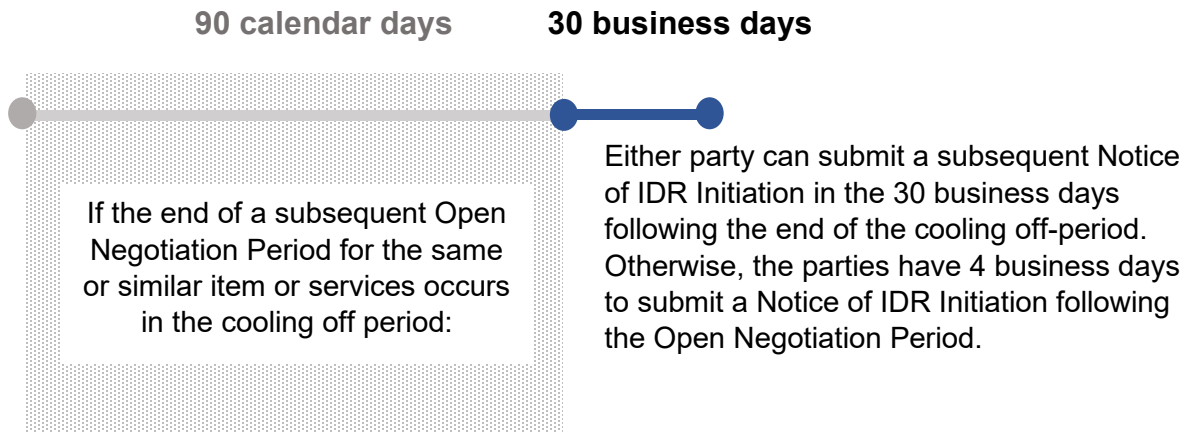 90 calendar days
30 business days
If the end of a subsequent Open
Negotiation Period for the same
or similar item or services occurs
in the cooling off period:
Either party can submit a subsequent Notice
of IDR Initiation in the 30 business days
following the end of the cooling off-period.
Otherwise, the parties have 4 business days
to submit a Notice of IDR Initiation following
the Open Negotiation Period.